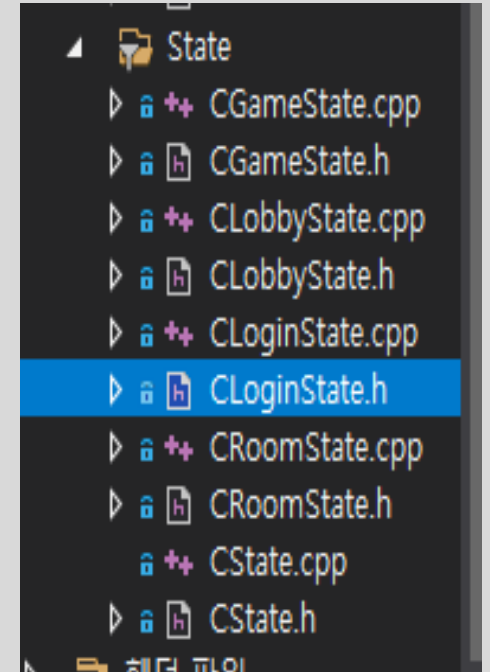 State
CGameState.cpp
CGameState.h
CLobbyState.cpp
CLobbyState.h
CLoginState.cpp
CLoginState.h
CRoomState.cpp
CRoomState.h
CState.cpp
CState.h
헤더 파일